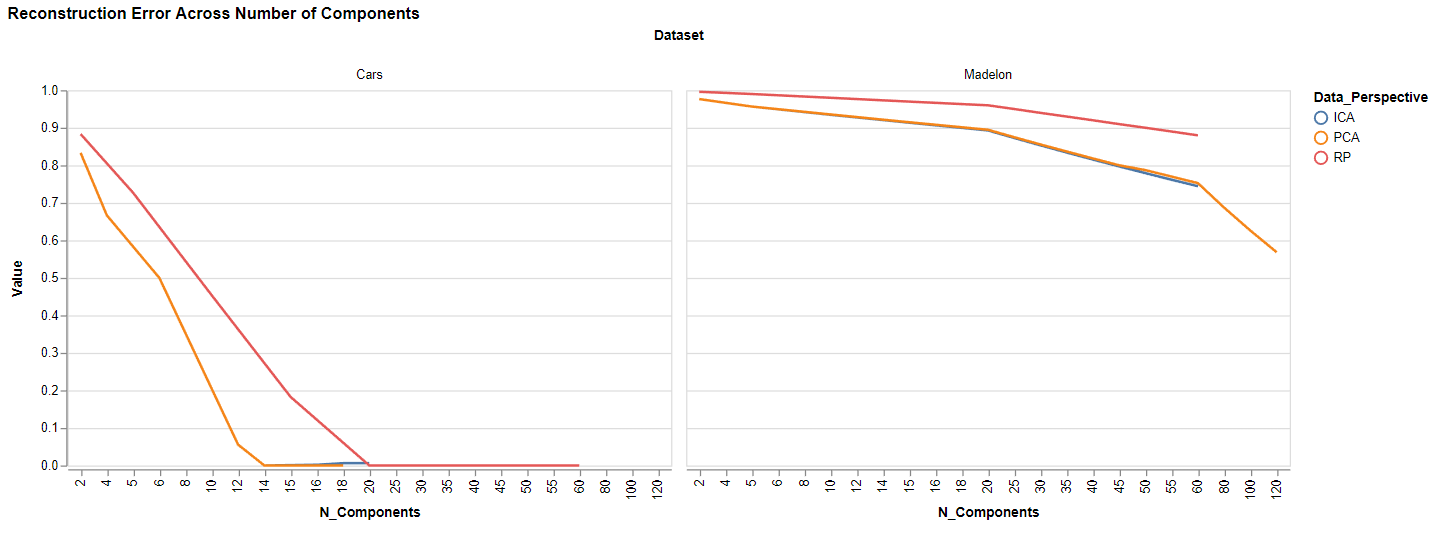 Reconstruction Error Across Number of Components
Dataset
Cars
Madelon
Value
1.0
0.9
0.8
0.7
0.6
0.5
0.4
0.3
0.2
0.1
0.0
2 4 5 6 8 10 12 14 15 16 18 20 25 30 35 40 45 50 55 60 80 100 120
N_Components
2 4 5 6 8 10 12 14 15 16 18 20 25 30 35 40 45 50 55 60 80 100 120
N_Components
Data_Perspective
ICA
PCA
RP